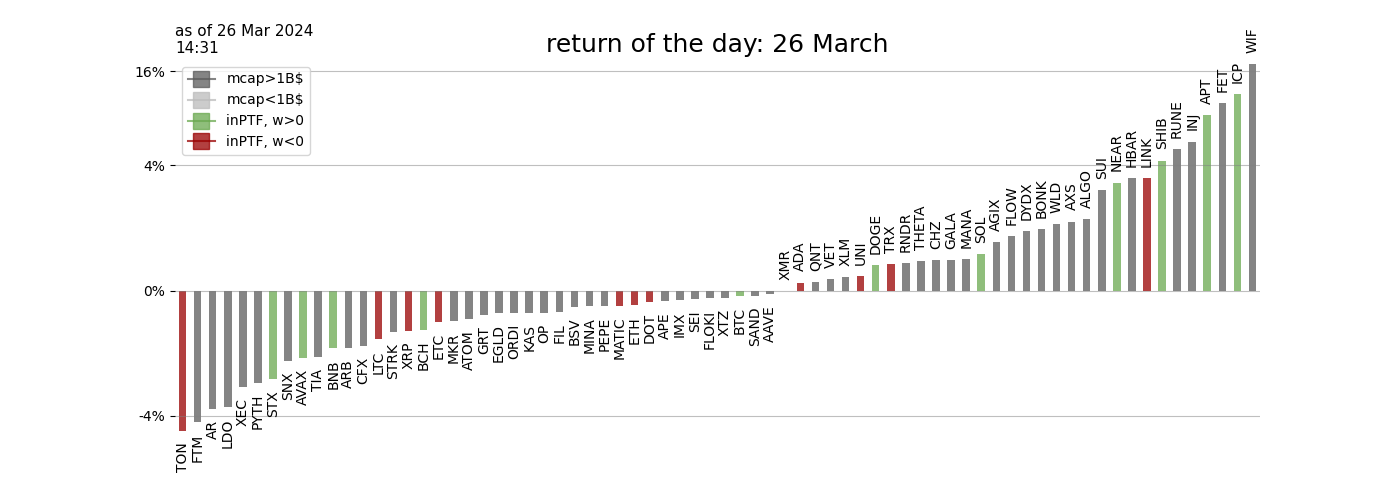 as of 26 Mar 2024
14:31
return of the day: 26 March
mcap>1B$
mcap<1B$
inPTF, w>0
inPTF, w<0
16%
4%
0%
-4%
TON
FTM
AR
LDO
XEC
PYTH
STX
SNX
AVAX
TIA
BNB
ARB
CFX
LTC
STRK
XRP
BCH
ETC
MKR
ATOM
GRT
EGLD
ORDI
KAS
OP
FIL
BSV
MINA
PEPE
MATIC
ETH
DOT
APE
IMX
SEI
FLOKI
XTZ
BTC
SAND
AAVE
XMR
ADA
QNT
VET
XLM
UNI
DOGE
TRX
RNDR
THETA
CHZ
GALA
MANA
SOL
AGIX
FLOW
DYDX
BONK
WLD
AXS
ALGO
SUI
NEAR
HBAR
LINK
SHIB
RUNE
INJ
APT
FET
ICP
WIF